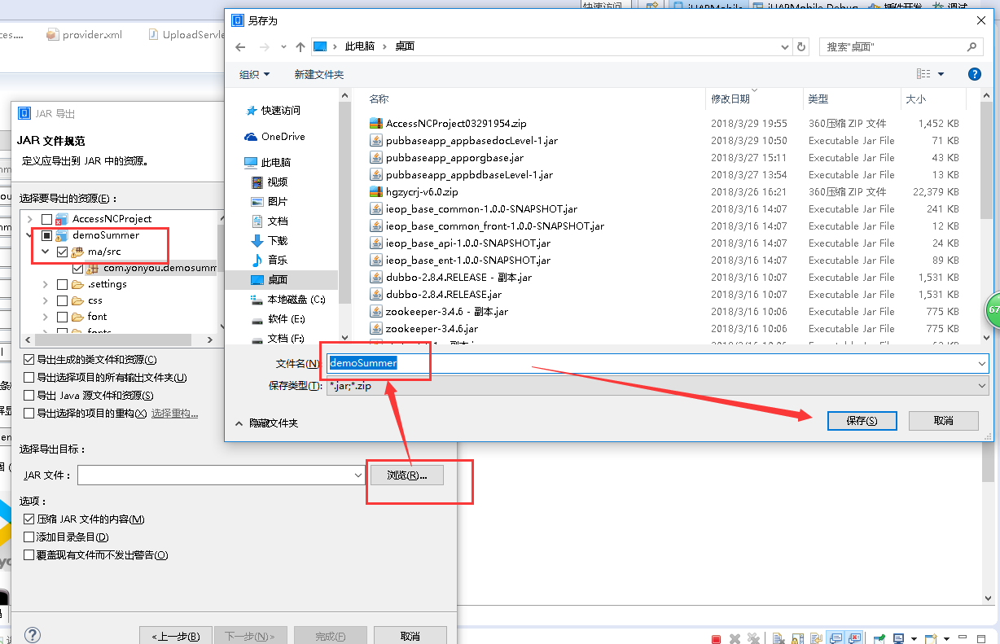 快速访问
iUAPMobile
iUAPMobile Debug
插件开发
调试
ces....
provider.xml
UploadServle
JAR 导出
JAR 文件规范
定义应导出到 JAR 中的资源。
选择要导出的资源(E)：
AccessNCProject
demoSummer
ma/src
com.yonyou.demosumm
.settings
css
font
fonts
导出生成的类文件和资源(C)
导出选择项目的所有输出文件夹(U)
导出 Java 源文件和资源(S)
导出选择的项目的重构(X) 选择重构...
选择导出目标：
JAR 文件：
浏览(R)...
选项：
压缩 JAR 文件的内容(M)
添加目录条目(D)
覆盖现有文件而不发出警告(O)
<上一步(B)
下一步(N)>
完成(F)
取消
另存为
此电脑
桌面
搜索"桌面"
组织
新建文件夹
快速访问
OneDrive
此电脑
视频
图片
文档
下载
音乐
桌面
本地磁盘 (C:)
软件 (E:)
文档 (F:)
名称 修改日期 类型 大小
AccessNCProject03291954.zip 2018/3/29 19:55 360压缩 ZIP 文件 1,452 KB
pubbaseapp_appbasedocLevel-1.jar 2018/3/29 10:50 Executable Jar File 71 KB
pubbaseapp_apporgbase.jar 2018/3/27 15:11 Executable Jar File 43 KB
pubbaseapp_appbdbaseLevel-1.jar 2018/3/27 13:54 Executable Jar File 13 KB
hgzycrj-v6.0.zip 2018/3/26 16:21 360压缩 ZIP 文件 22,379 KB
ieop_base_common-1.0.0-SNAPSHOT.jar 2018/3/16 14:07 Executable Jar File 241 KB
ieop_base_common_front-1.0.0-SNAPSHOT.jar 2018/3/16 14:07 Executable Jar File 12 KB
ieop_base_api-1.0.0-SNAPSHOT.jar 2018/3/16 14:07 Executable Jar File 24 KB
ieop_base_ent-1.0.0-SNAPSHOT.jar 2018/3/16 14:07 Executable Jar File 89 KB
dubbo-2.8.4.RELEASE - 副本.jar 2018/3/16 10:07 Executable Jar File 1,531 KB
dubbo-2.8.4.RELEASE.jar 2018/3/16 10:07 Executable Jar File 1,531 KB
zookeeper-3.4.6 - 副本.jar 2018/3/16 10:06 Executable Jar File 775 KB
zookeeper-3.4.6.jar 2018/3/16 10:06 Executable Jar File 775 KB
文件名(N):
demoSummer
保存类型(T):
*.jar;*.zip
隐藏文件夹
保存(S)
取消
67